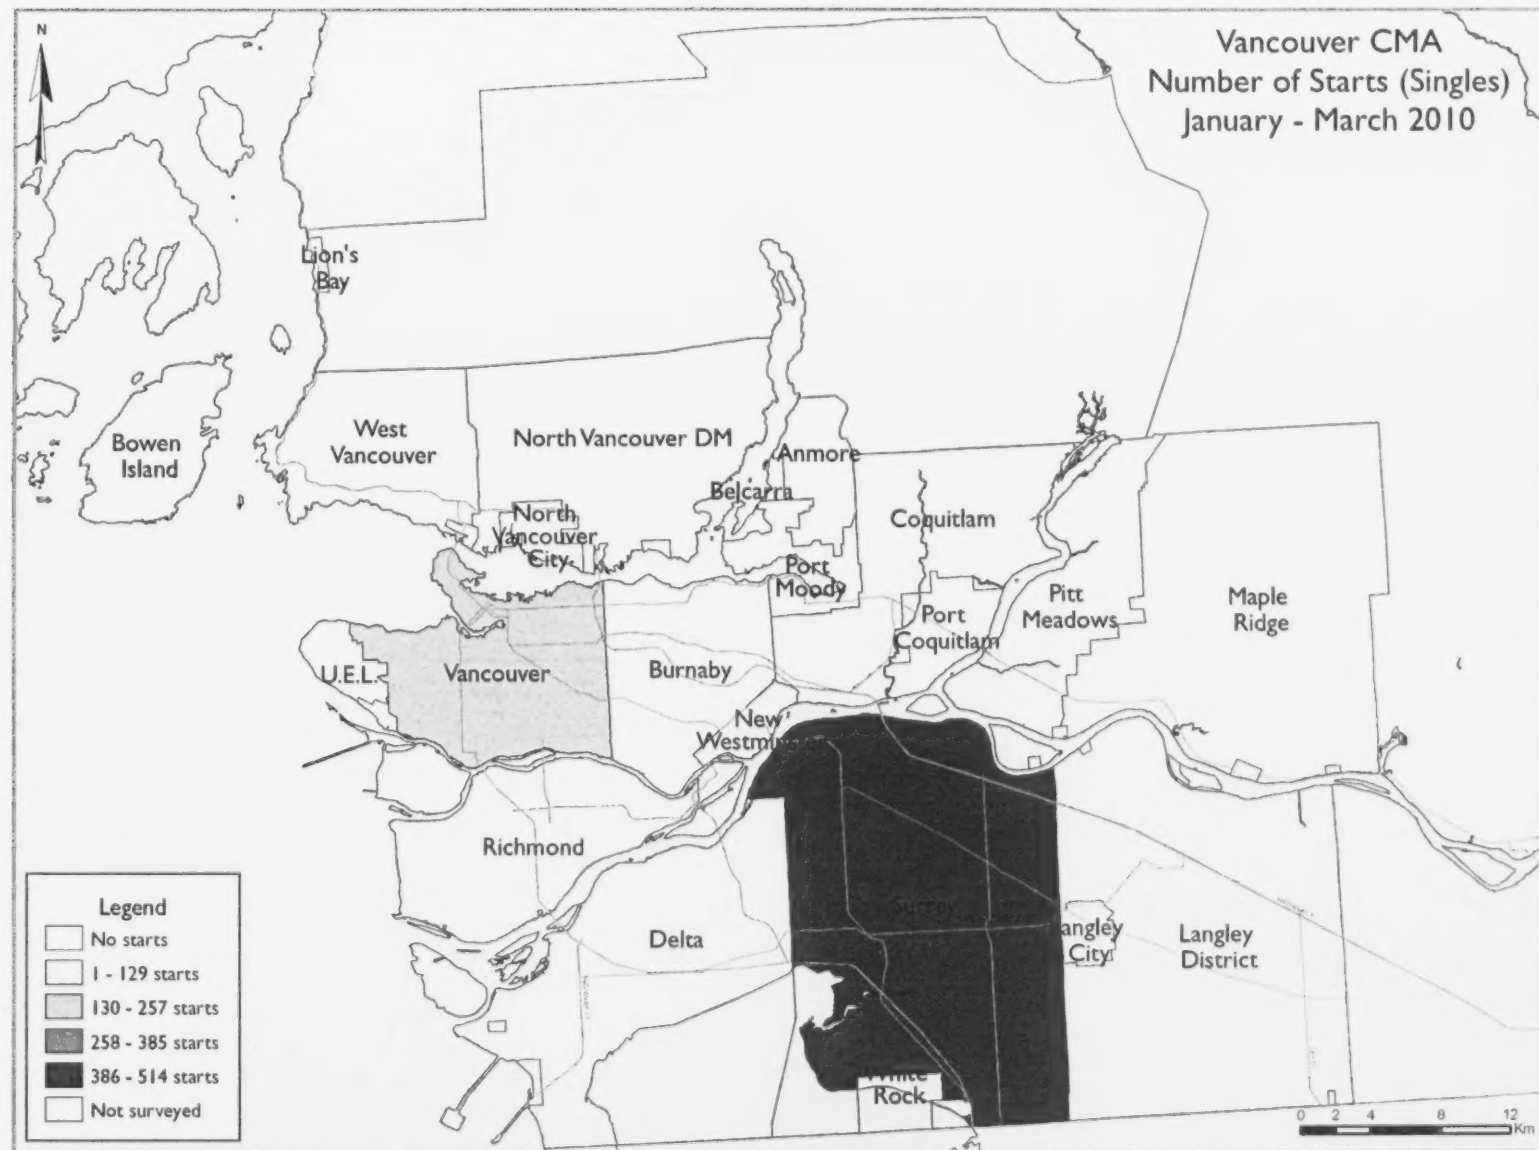 N
Vancouver CMA
Number of Starts (Singles)
January - March 2010
Lion's
Bay
Bowen
Island
West
Vancouver
North Vancouver DM
Anmore
Belcarra
North
Vancouver
City
Coquitlam
Port
Moody
Port
Coquitlam
Pitt
Meadows
Maple
Ridge
U.E.L.
Vancouver
Burnaby
New
Westminster
Richmond
Surrey
Delta
Langley
City
Langley
District
White
Rock
Legend
No starts
1 - 129 starts
130 - 257 starts
258 - 385 starts
386 - 514 starts
Not surveyed
0 2 4 8 12
Km